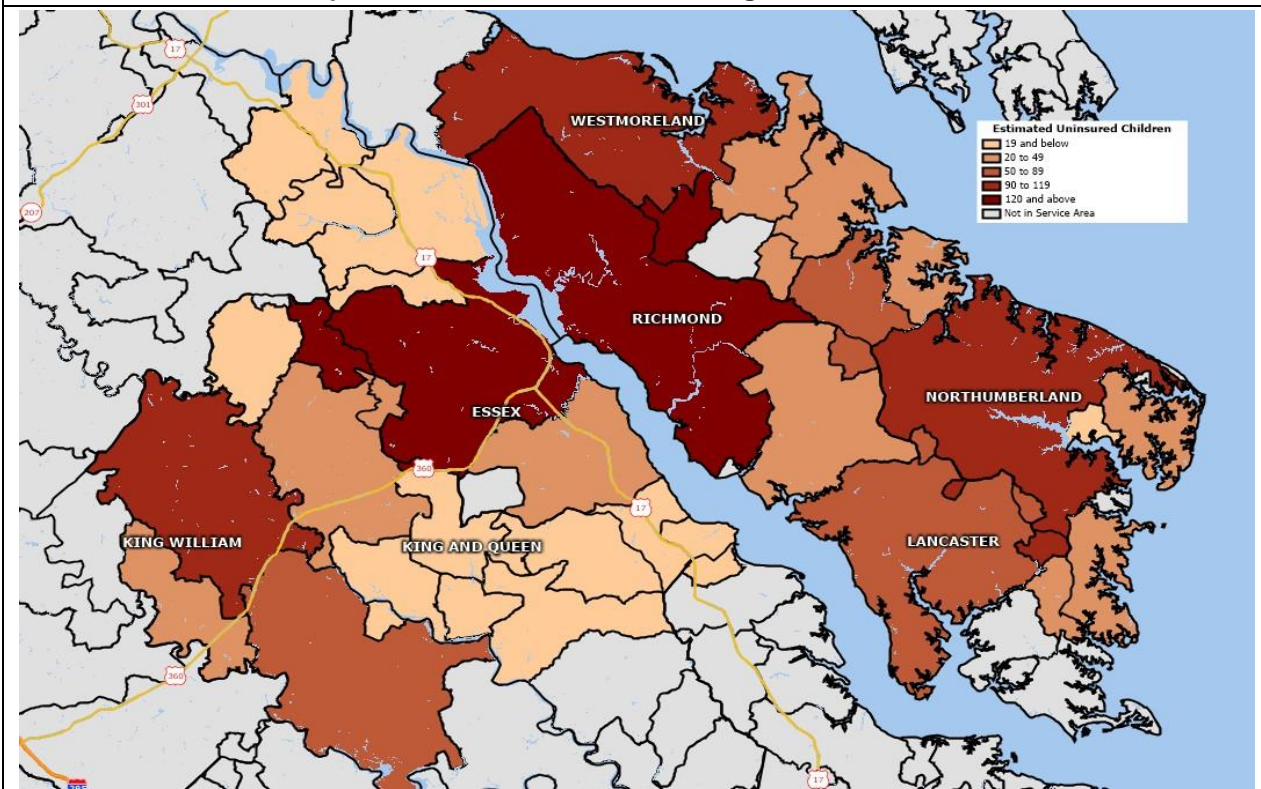 17
301
207
WESTMORELAND
Estimated Uninsured Children
19 and below
20 to 49
50 to 89
90 to 119
120 and above
Not in Service Area
17
RICHMOND
NORTHUMBERLAND
ESSEX
360
17
KING WILLIAM
KING AND QUEEN
LANCASTER
360
17